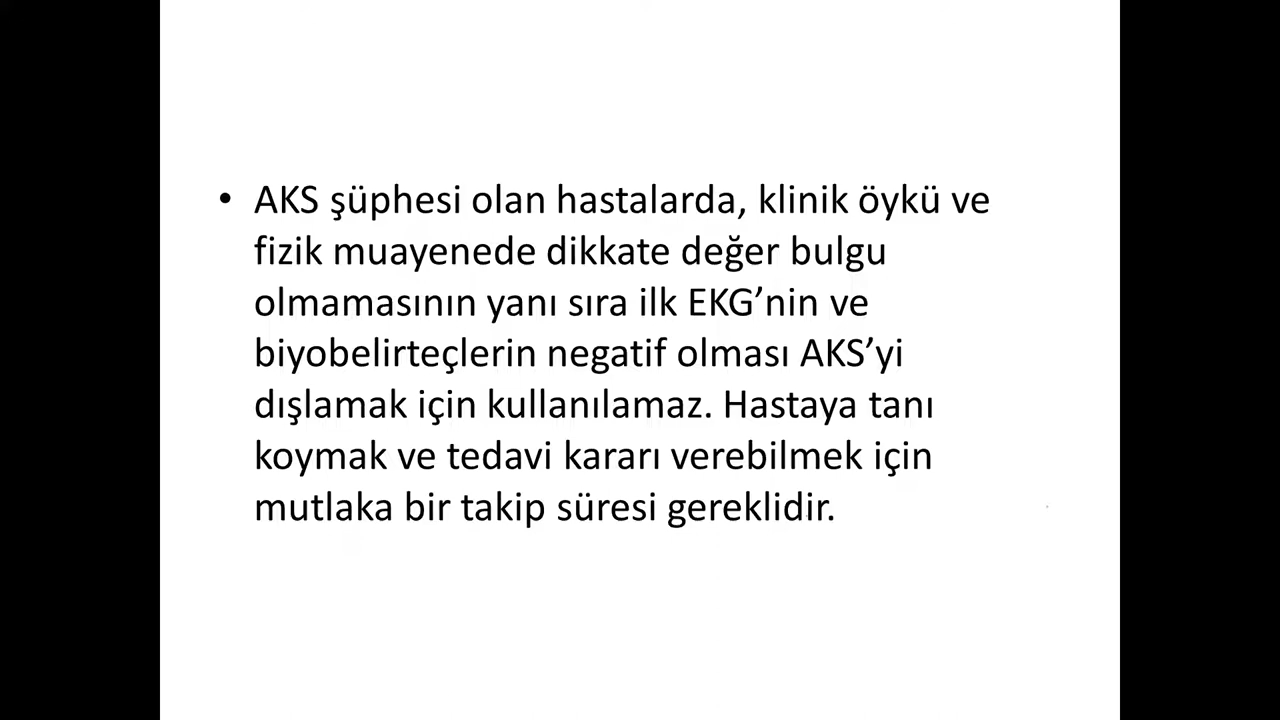 • AKS şüphesi olan hastalarda, klinik öykü ve
fizik muayenede dikkate değer bulgu
olmamasının yanı sıra ilk EKG’nin ve
biyobelirteçlerin negatif olması AKS’yi
dışlamak için kullanılamaz. Hastaya tanı
koymak ve tedavi kararı verebilmek için
mutlaka bir takip süresi gereklidir.